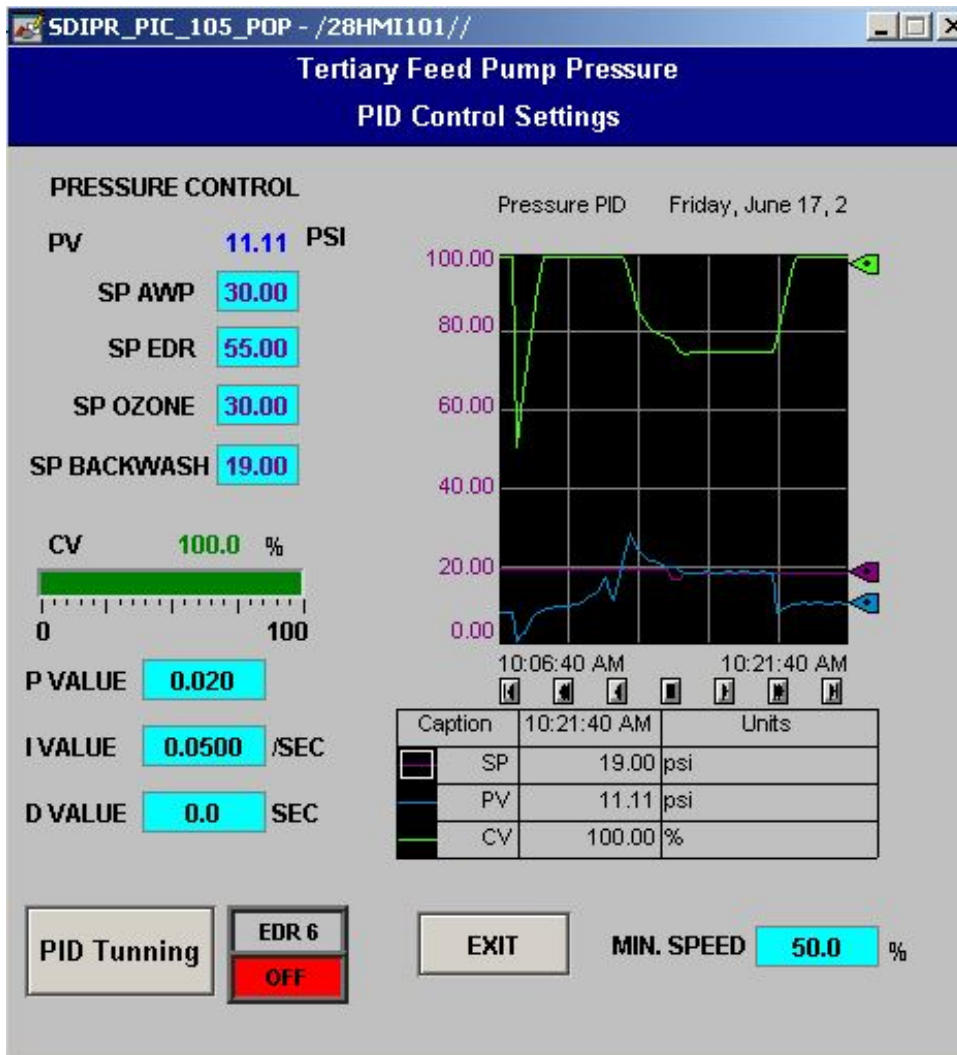 SDIPR_PIC_105_POP - /28HMI101//
Tertiary Feed Pump Pressure
PID Control Settings
PRESSURE CONTROL
PV 11.11 PSI
SP AWP 30.00
SP EDR 55.00
SP OZONE 30.00
SP BACKWASH 19.00
CV 100.0 %
0 100
P VALUE 0.020
I VALUE 0.0500 /SEC
D VALUE 0.0 SEC
PID Tunning
EDR 6
OFF
Pressure PID Friday, June 17, 2
100.00
80.00
60.00
40.00
20.00
0.00
10:06:40 AM 10:21:40 AM
Caption 10:21:40 AM Units
SP 19.00 psi
PV 11.11 psi
CV 100.00 %
EXIT
MIN. SPEED 50.0 %